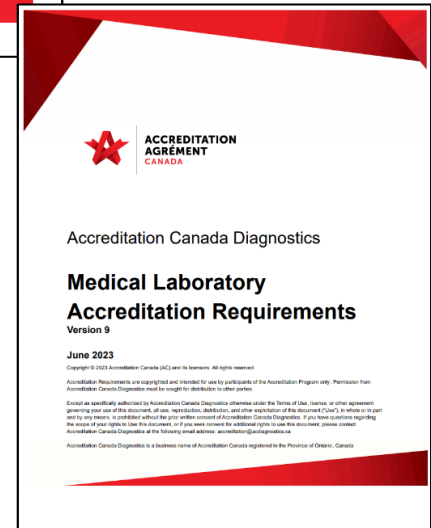 ACCREDITATION
AGRÉMENT
CANADA
Accreditation Canada Diagnostics
Medical Laboratory
Accreditation Requirements
Version 9
June 2023
Copyright © 2023 Accreditation Canada (AC) and its licensors. All rights reserved.
Accreditation Requirements are copyrighted and intended for use by participants of the Accreditation Program only. Permission from
Accreditation Canada Diagnostics must be sought for distribution to other parties.
Except as specifically authorized by Accreditation Canada Diagnostics otherwise under the Terms of Use, license, or other agreement
governing your use of this document, all use, reproduction, distribution, and other exploitation of this document ("Use"), in whole or in part
and by any means, is prohibited without the prior written consent of Accreditation Canada Diagnostics. If you have questions regarding
the scope of your rights to Use this document, or if you seek consent for additional rights to use this document, please contact
Accreditation Canada Diagnostics at the following email address: accreditation@acdiagnostics.ca
Accreditation Canada Diagnostics is a business name of Accreditation Canada registered in the Province of Ontario, Canada